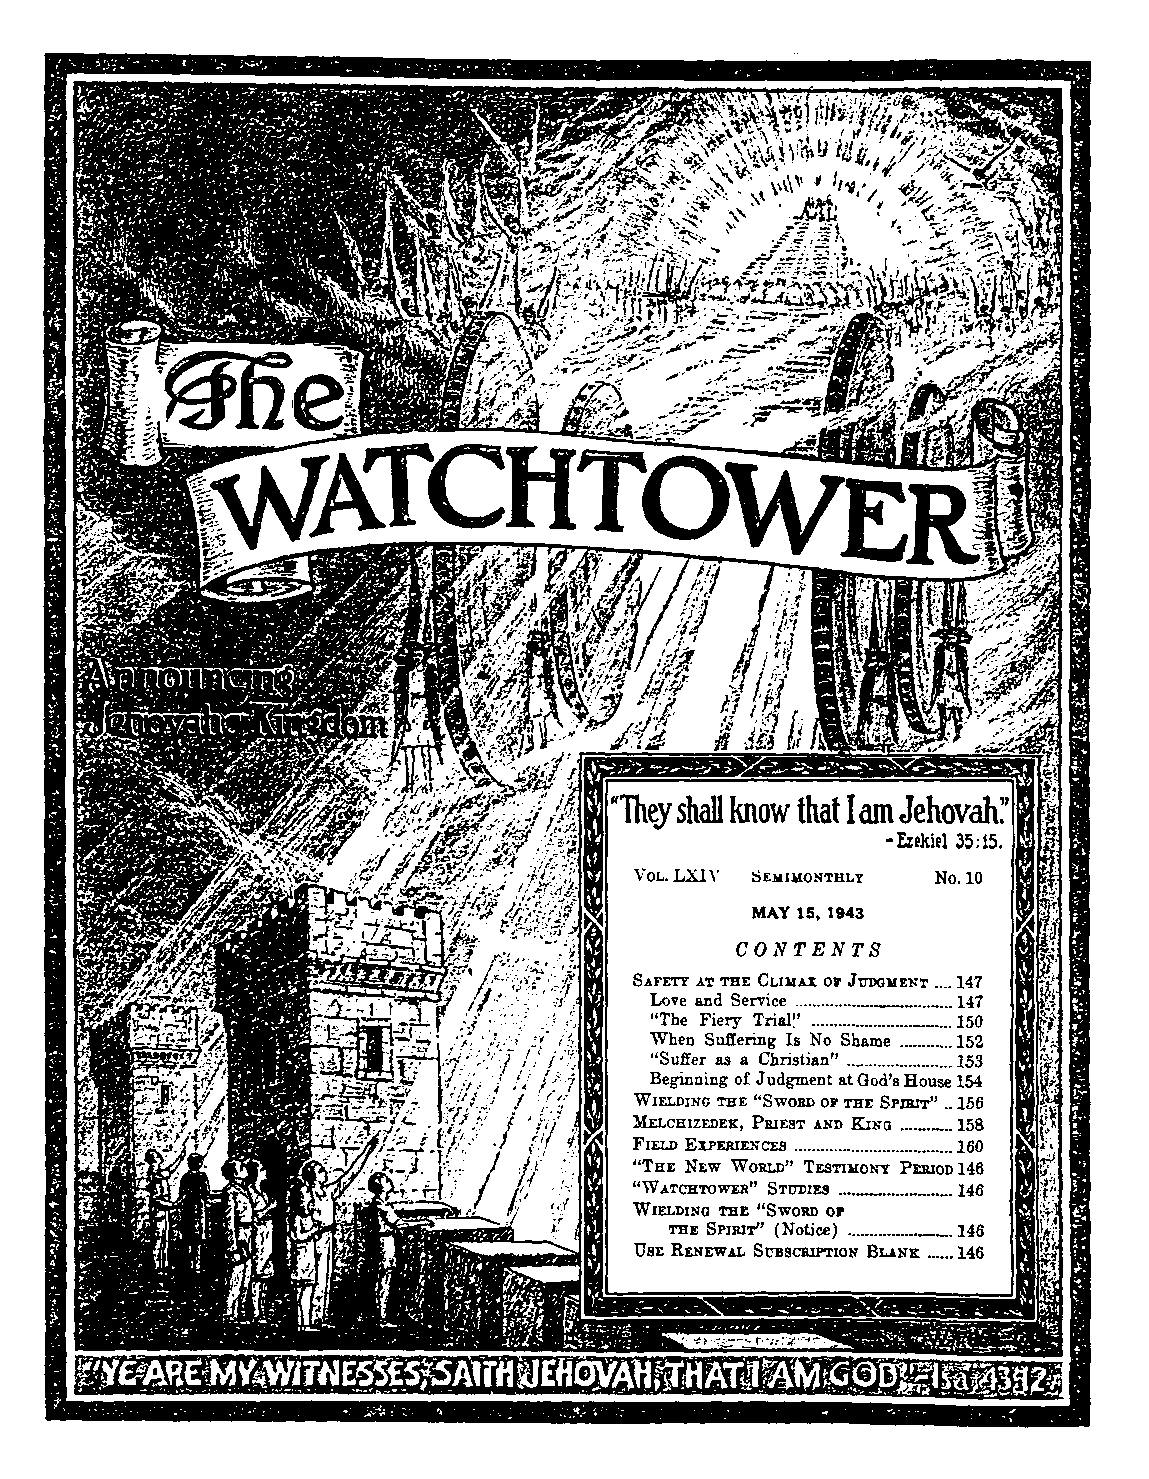 The
WATCHTOWER
Announcing
Jehovah's Kingdom
"They shall know that I am Jehovah."
-Ezekiel 35:15.
VOL. LXIV SEMIMONTHLY No. 10
MAY 15, 1943
CONTENTS
SAFETY AT THE CLIMAX OF JUDGMENT .... 147
Love and Service .................................. 147
"The Fiery Trial" .............................. 150
When Suffering Is No Shame ........... 152
"Suffer as a Christian" ....................... 153
Beginning of Judgment at God's House 154
WIELDING THE "SWORD OF THE SPIRIT" .. 156
MELCHIZEDEK, PRIEST AND KING ........... 158
FIELD EXPERIENCES .................................. 160
"THE NEW WORLD" TESTIMONY PERIOD 146
"WATCHTOWER" STUDIES ......................... 146
WIELDING THE "SWORD OF
THE SPIRIT" (Notice) ....................... 146
USE RENEWAL SUBSCRIPTION BLANK ...... 146
"YE ARE MY WITNESSES, SAITH JEHOVAH, THAT I AM GOD."-Isa. 43:12.